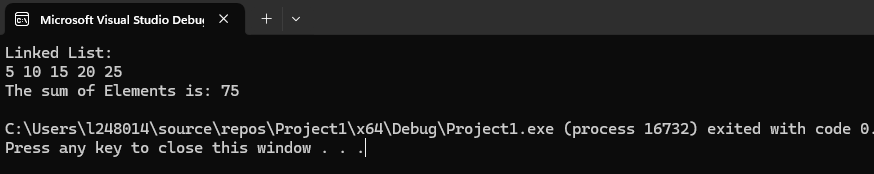 Microsoft Visual Studio Debug
Linked List:
5 10 15 20 25
The sum of Elements is: 75
C:\Users\l248014\source\repos\Project1\x64\Debug\Project1.exe (process 16732) exited with code 0.
Press any key to close this window . . .